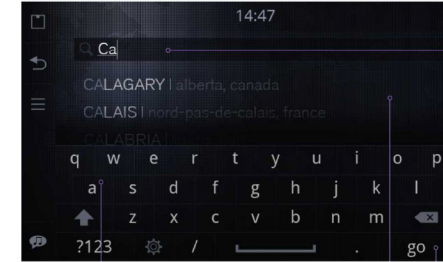 14:47
Ca
CALAGARY | alberta, canada
CALAIS | nord-pas-de-calais, france
CALABRIA |
q w e r t y u i o p
a s d f g h j k l
z x c v b n m
?123 / . go